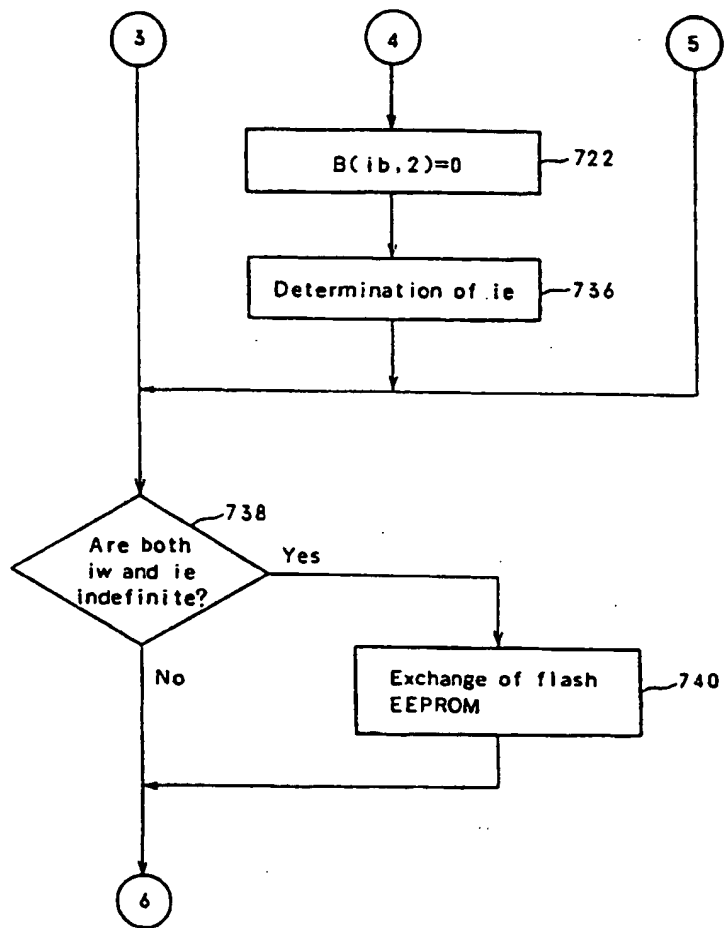 3
4
5
B(ib,2)=0
722
Determination of ie
736
738
Are both
iw and ie
indefinite?
Yes
No
Exchange of flash
EEPROM
740
6